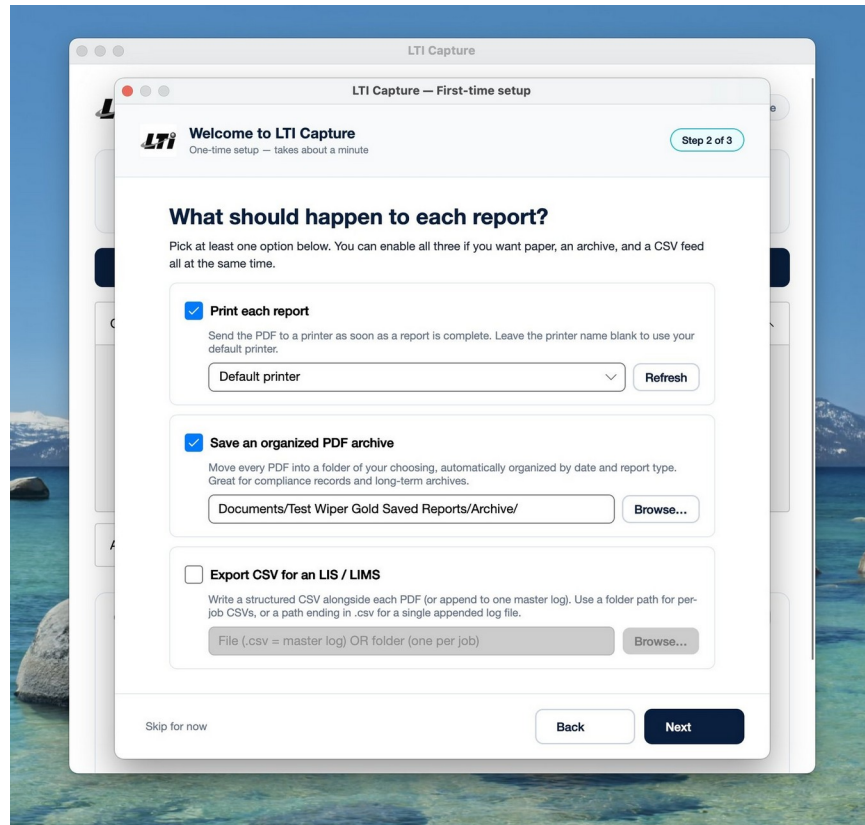 LTI Capture
LTI Capture — First-time setup
LTi
Welcome to LTI Capture
One-time setup — takes about a minute
Step 2 of 3
What should happen to each report?
Pick at least one option below. You can enable all three if you want paper, an archive, and a CSV feed
all at the same time.
Print each report
Send the PDF to a printer as soon as a report is complete. Leave the printer name blank to use your
default printer.
Default printer
Refresh
Save an organized PDF archive
Move every PDF into a folder of your choosing, automatically organized by date and report type.
Great for compliance records and long-term archives.
Documents/Test Wiper Gold Saved Reports/Archive/
Browse...
Export CSV for an LIS / LIMS
Write a structured CSV alongside each PDF (or append to one master log). Use a folder path for per-
job CSVs, or a path ending in .csv for a single appended log file.
File (.csv = master log) OR folder (one per job)
Browse...
Skip for now
Back
Next